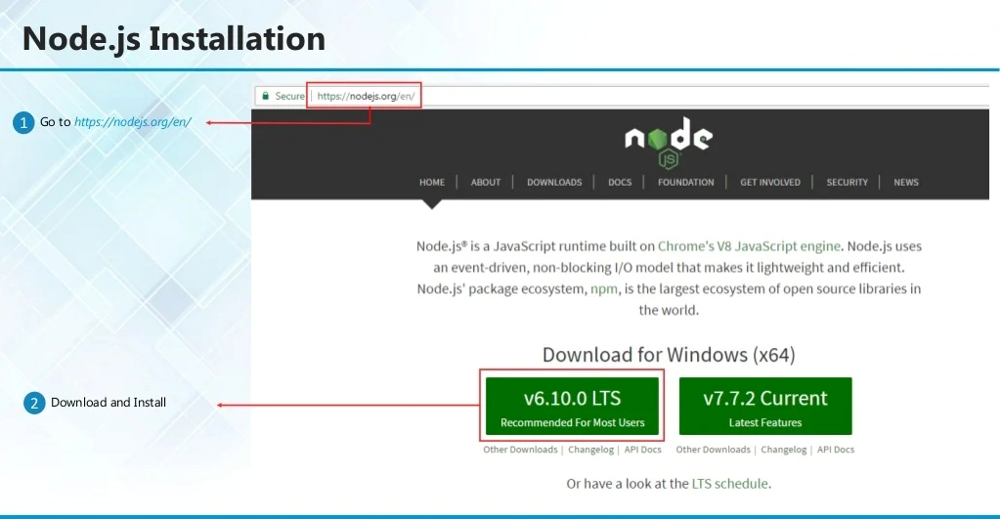 Node.js Installation
Secure | https://nodejs.org/en/
1 Go to https://nodejs.org/en/
node
JS
HOME | ABOUT | DOWNLOADS | DOCS | FOUNDATION | GET INVOLVED | SECURITY | NEWS
Node.js® is a JavaScript runtime built on Chrome's V8 JavaScript engine. Node.js uses
an event-driven, non-blocking I/O model that makes it lightweight and efficient.
Node.js' package ecosystem, npm, is the largest ecosystem of open source libraries in
the world.
Download for Windows (x64)
v6.10.0 LTS
Recommended For Most Users
v7.7.2 Current
Latest Features
2 Download and Install
Other Downloads | Changelog | API Docs
Other Downloads | Changelog | API Docs
Or have a look at the LTS schedule.